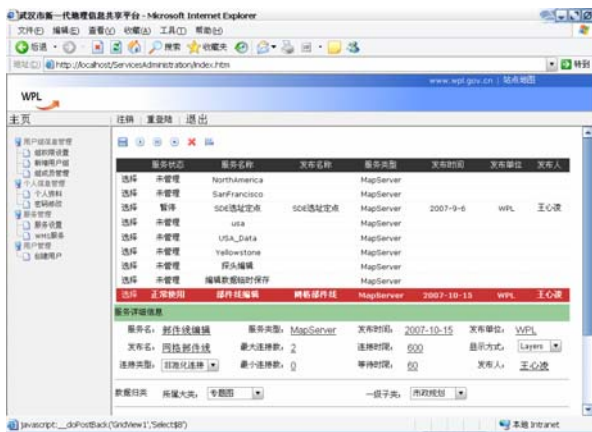 武汉市新一代地理信息共享平台 - Microsoft Internet Explorer
文件(F) 编辑(E) 查看(V) 收藏(A) 工具(T) 帮助(H)
后退 搜索 收藏夹
地址(D) http://localhost/ServicesAdministration/Index.htm 转到
www.wpl.gov.cn | 站点地图
WPL
主页 注销 | 重登陆 | 退出
用户组信息管理
组权限设置
新增用户组
组成员管理
个人信息管理
个人资料
密码修改
服务管理
服务设置
WMS服务
用户管理
创建用户
服务状态 服务名称 发布名称 服务类型 发布时间 发布单位 发布人
选择 未管理 NorthAmerica MapServer
选择 未管理 SanFrancisco MapServer
选择 暂停 SDE选址定点 SDE选址定点 MapServer 2007-9-6 WPL 王心凌
选择 未管理 usa MapServer
选择 未管理 USA_Data MapServer
选择 未管理 Yellowstone MapServer
选择 未管理 探头编辑 MapServer
选择 未管理 编辑数据临时保存 MapServer
选择 正常使用 部件线编辑 网格部件线 MapServer 2007-10-15 WPL 王心凌
服务详细信息
服务名: 部件线编辑 服务类型: MapServer 发布时间: 2007-10-15 发布单位: WPL
发布名: 网格部件线 最大连接数: 2 连接时限: 600 显示方式: Layers
连接类型: 非池化连接 最小连接数: 0 等待时限: 60 发布人: 王心凌
数据归类 所属大类: 专题图 一级子类: 市政规划
javascript:__doPostBack('GridView1','Select$8') 本地 Intranet